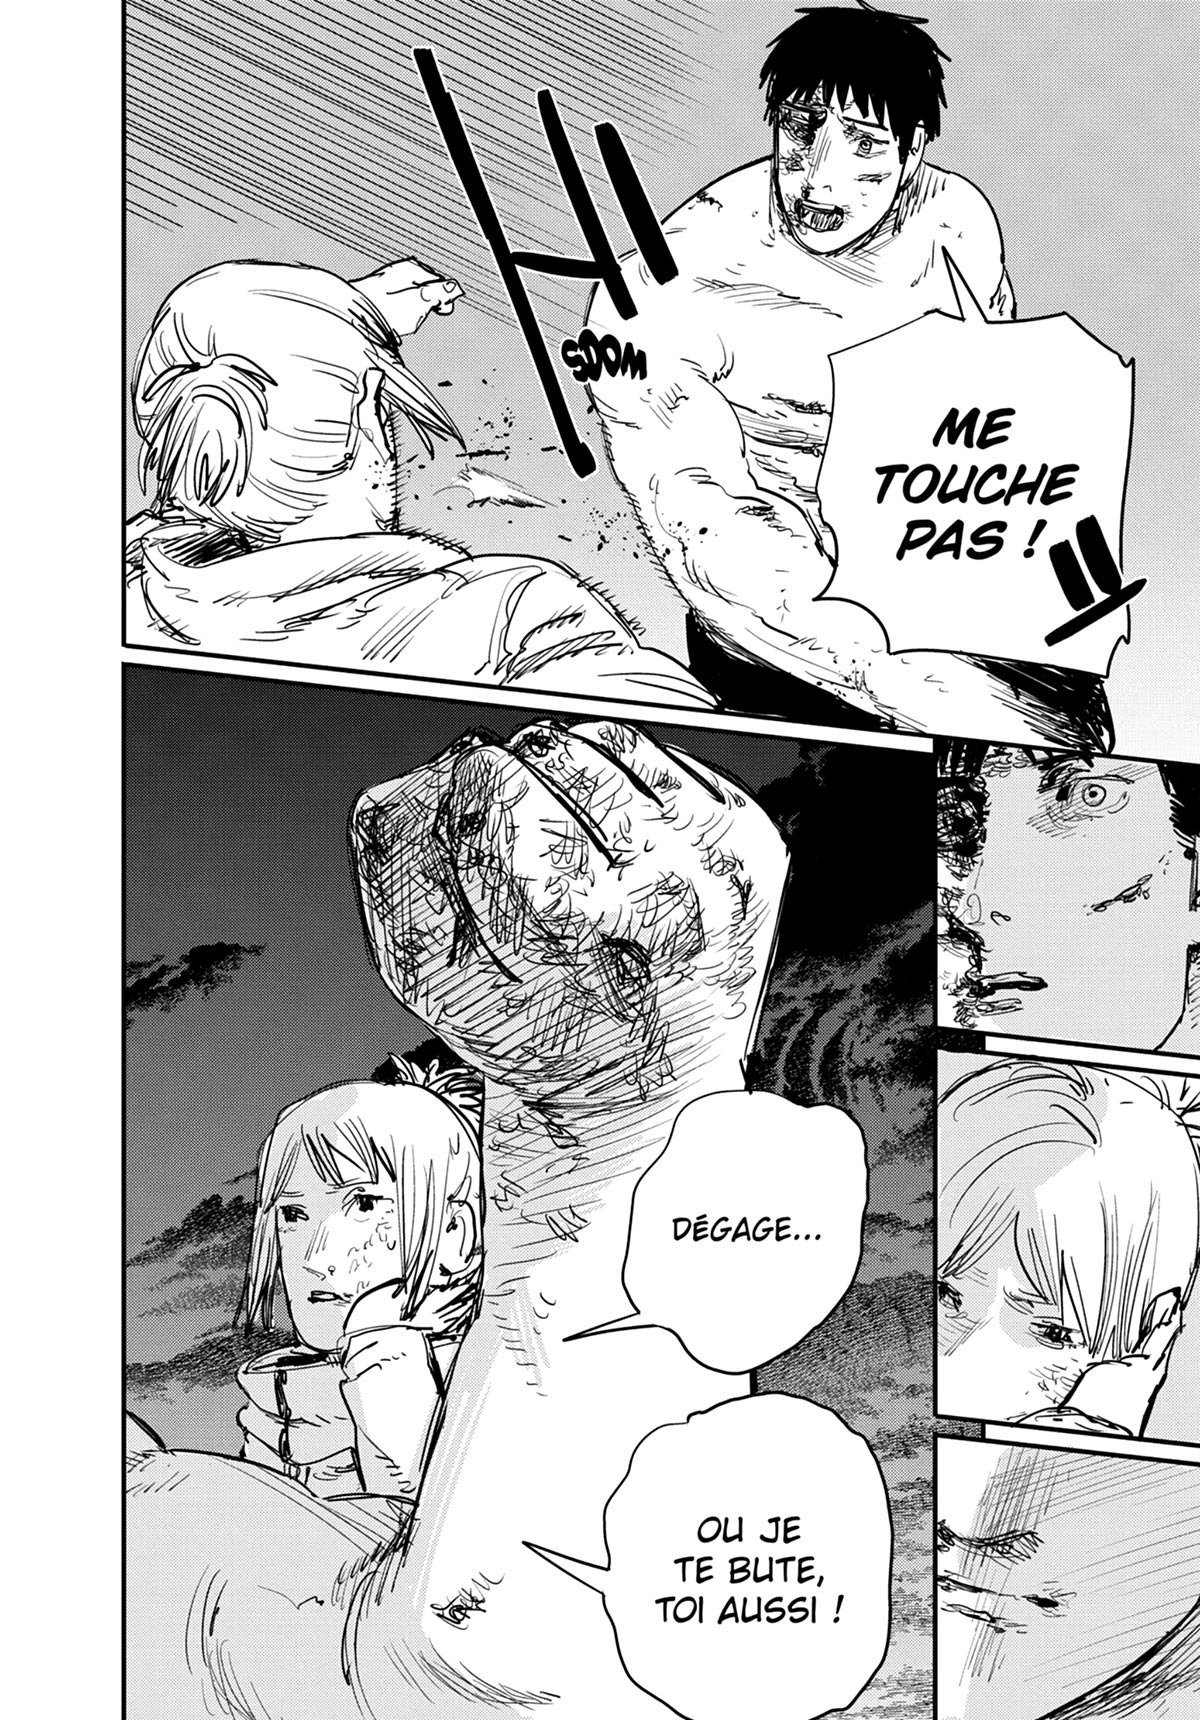 SDOM
ME
TOUCHE
PAS !
DÉGAGE...
OU JE
TE BUTE,
TOI AUSSI !